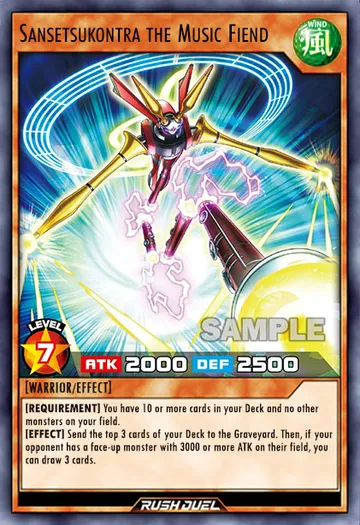 SANSETSUKONTRA THE MUSIC FIEND
WIND
風
SAMPLE
LEVEL
7
ATK 2000 DEF 2500
[WARRIOR/EFFECT]
[REQUIREMENT] You have 10 or more cards in your Deck and no other
monsters on your field.
[EFFECT] Send the top 3 cards of your Deck to the Graveyard. Then, if your
opponent has a face-up monster with 3000 or more ATK on their field, you
can draw 3 cards.
RUSH DUEL